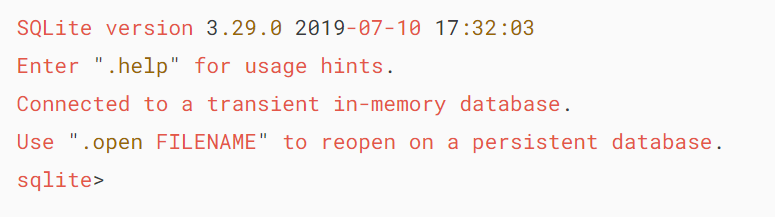 SQLite version 3.29.0 2019-07-10 17:32:03
Enter ".help" for usage hints.
Connected to a transient in-memory database.
Use ".open FILENAME" to reopen on a persistent database.
sqlite>